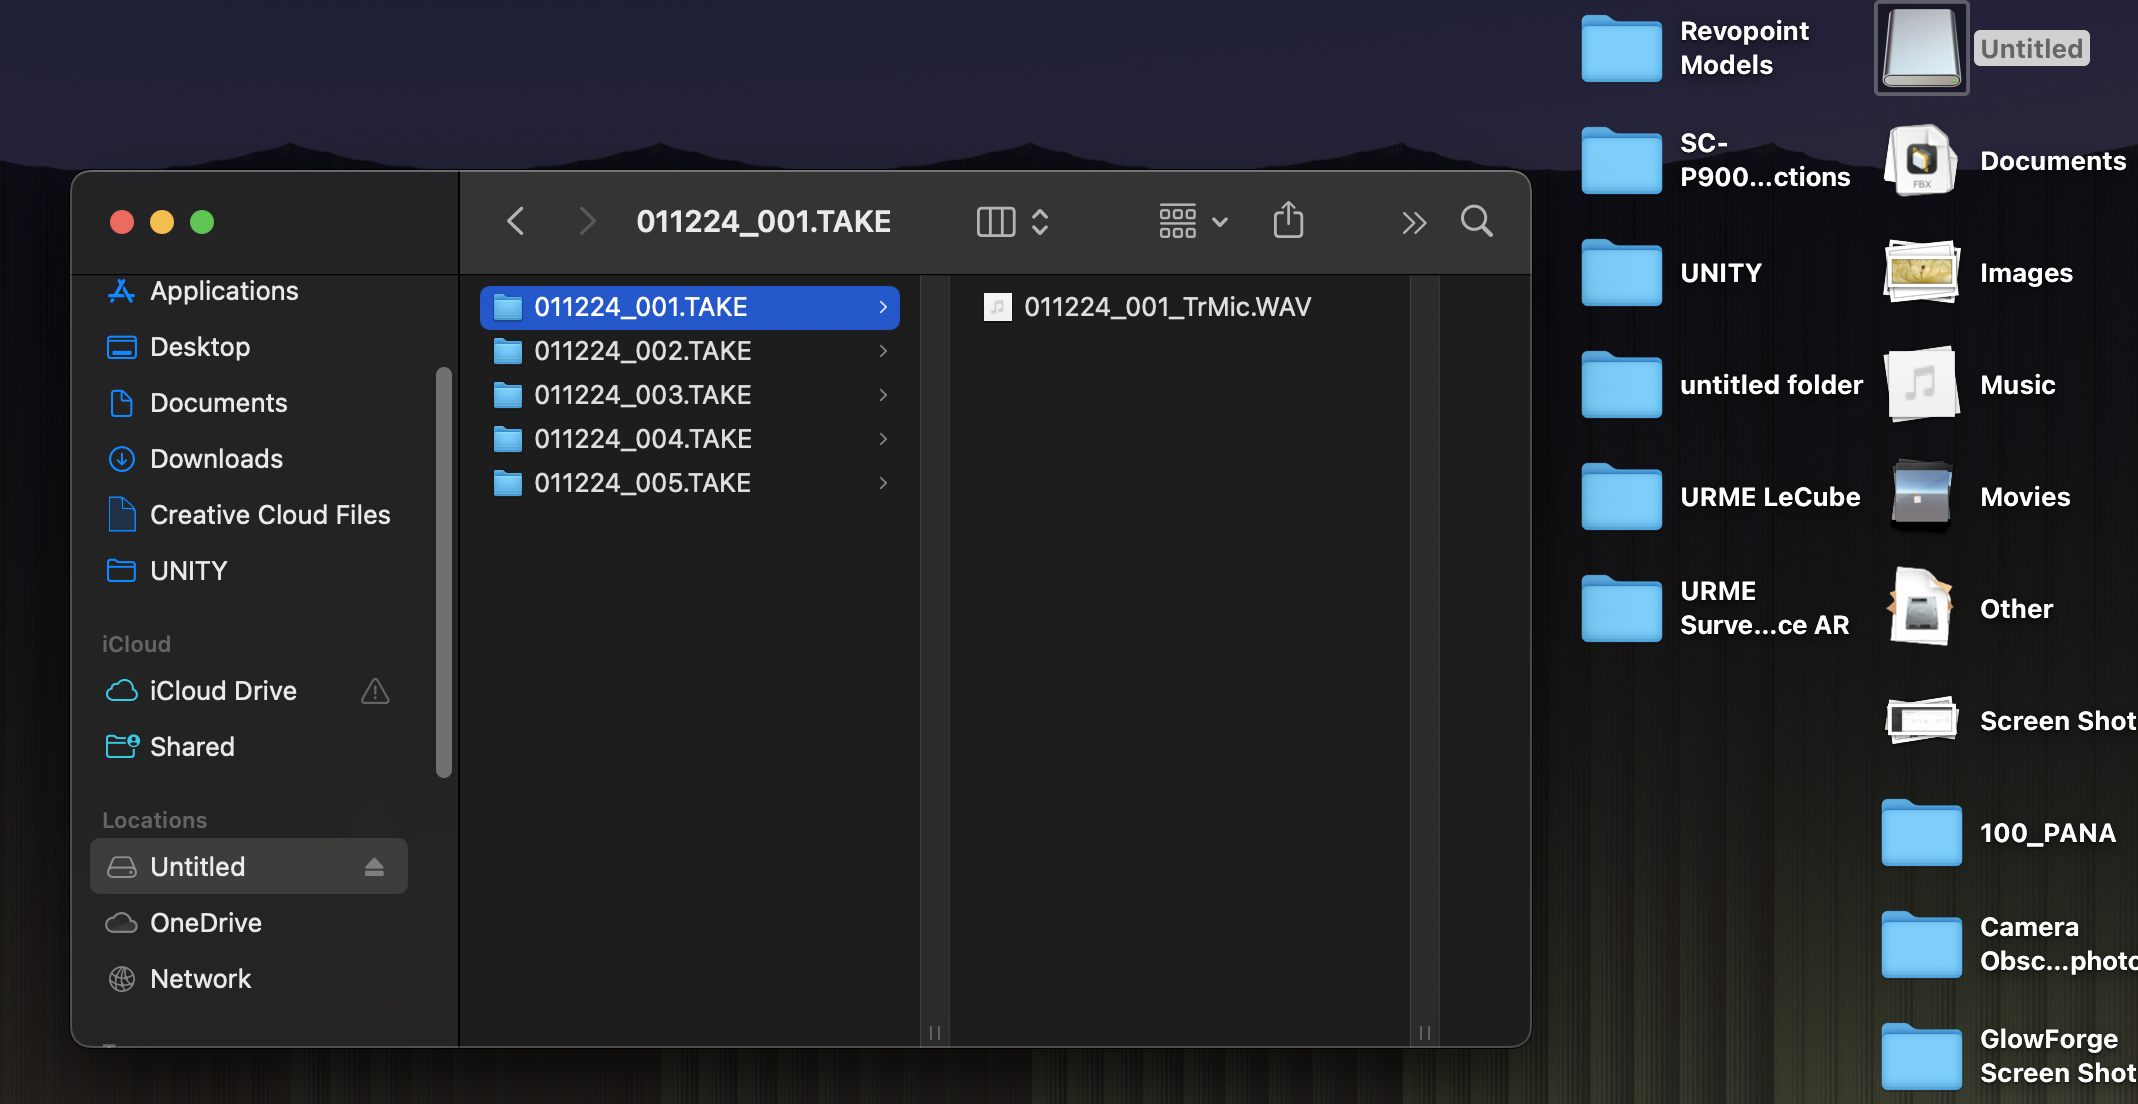 011224_001.TAKE
Applications
Desktop
Documents
Downloads
Creative Cloud Files
UNITY
iCloud
iCloud Drive
Shared
Locations
Untitled
OneDrive
Network
011224_001.TAKE
011224_002.TAKE
011224_003.TAKE
011224_004.TAKE
011224_005.TAKE
011224_001_TrMic.WAV
Revopoint
Models
SC-
P900...ctions
UNITY
untitled folder
URME LeCube
URME
Surve...ce AR
Untitled
FBX
Documents
Images
Music
Movies
Other
Screen Shot
100_PANA
Camera
Obsc...photo
GlowForge
Screen Shot